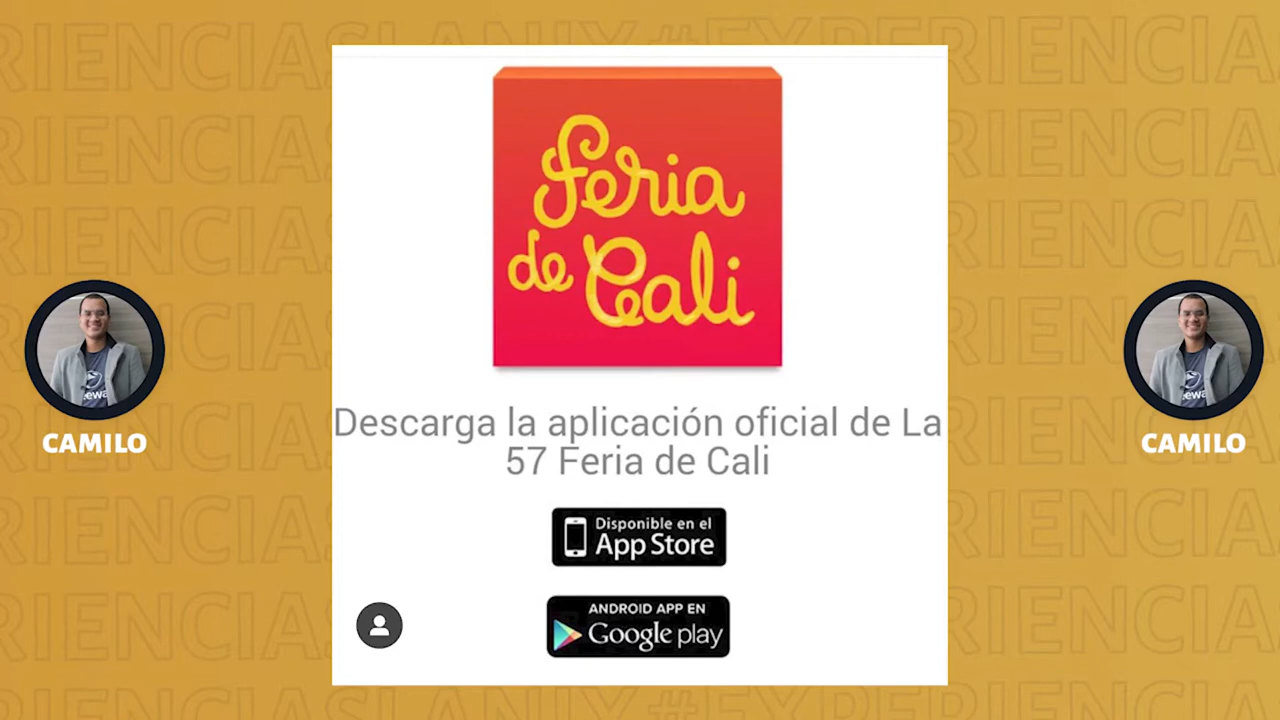 Feria
de Cali
Descarga la aplicación oficial de La
57 Feria de Cali
Disponible en el
App Store
ANDROID APP EN
Google play
CAMILO
CAMILO